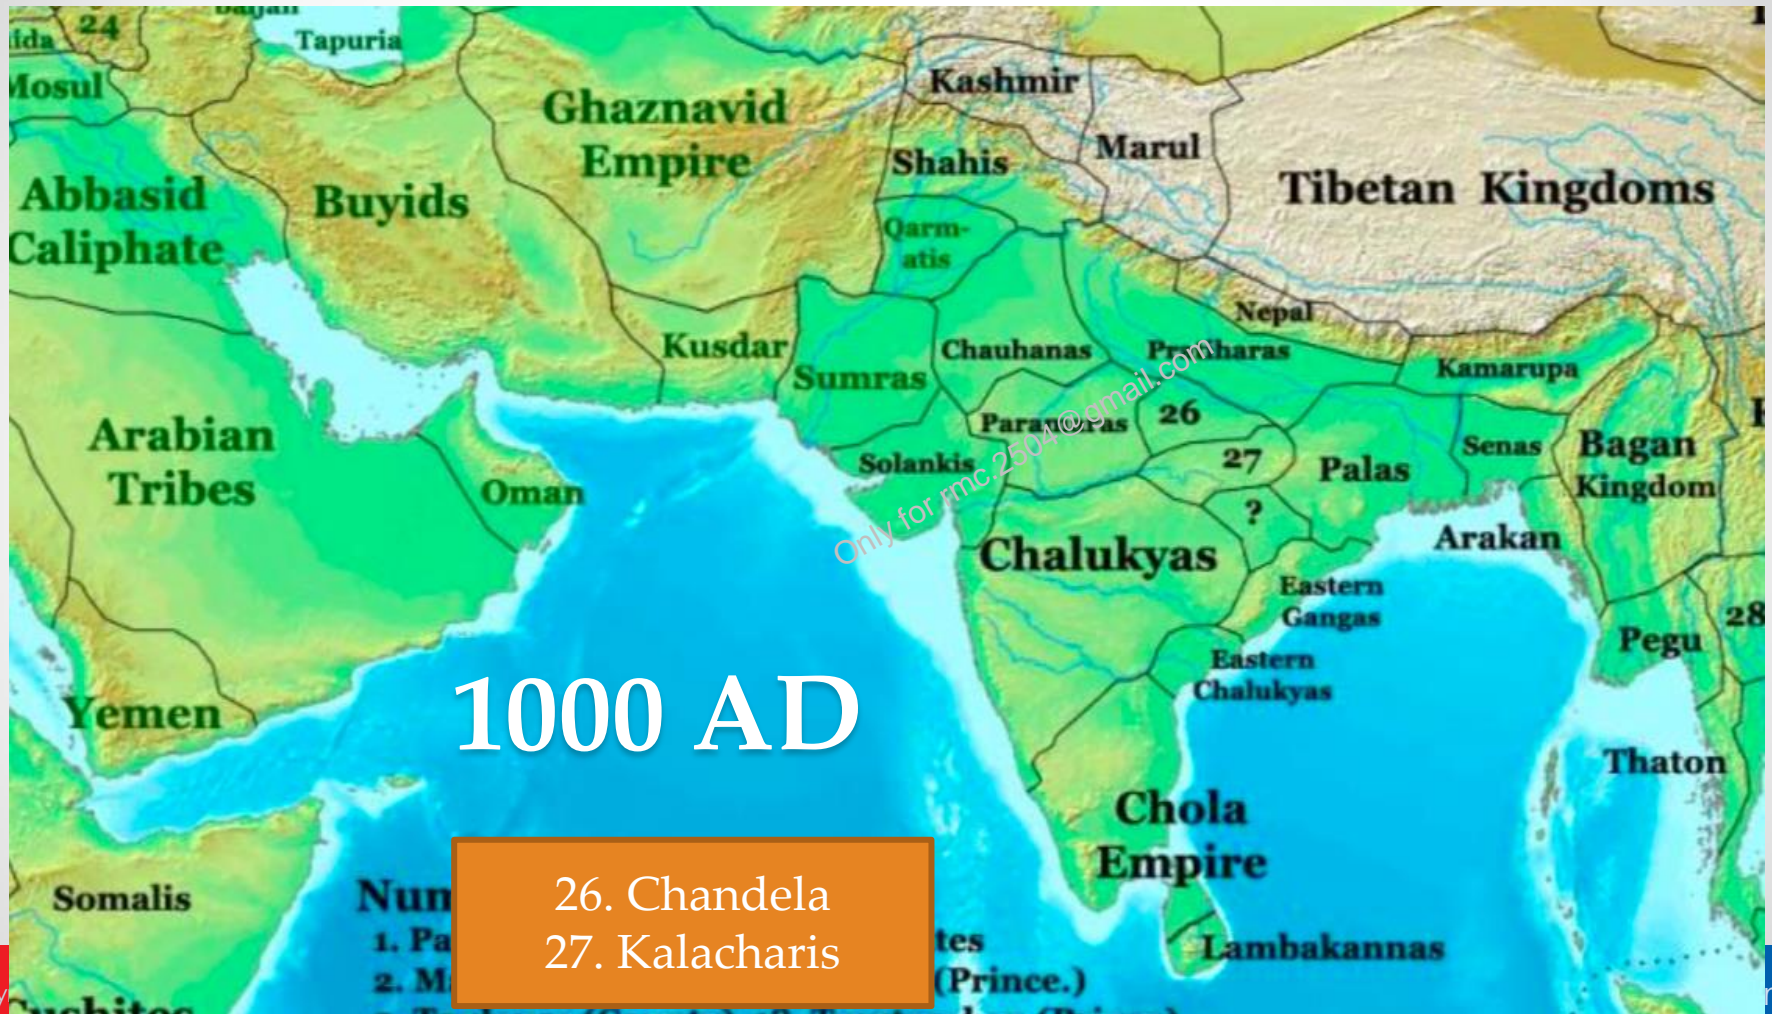 24
Tapuria
Mosul
Kashmir
Ghaznavid
Empire
Marul
Shahis
Abbasid
Caliphate
Buyids
Tibetan Kingdoms
Qarm-
atis
Nepal
Kusdar
Chauhanas
Sumras
Kamarupa
Paramaras
26
Arabian
Tribes
Solankis
27
Palas
Senas
Bagan
Kingdom
Oman
?
Only for rmc.2504@gmail.com
Chalukyas
Arakan
Eastern
Gangas
28
Pegu
Eastern
Chalukyas
1000 AD
Yemen
Thaton
Chola
Empire
Somalis
26. Chandela
27. Kalacharis
Lambakannas
1.
2.
(Prince.)